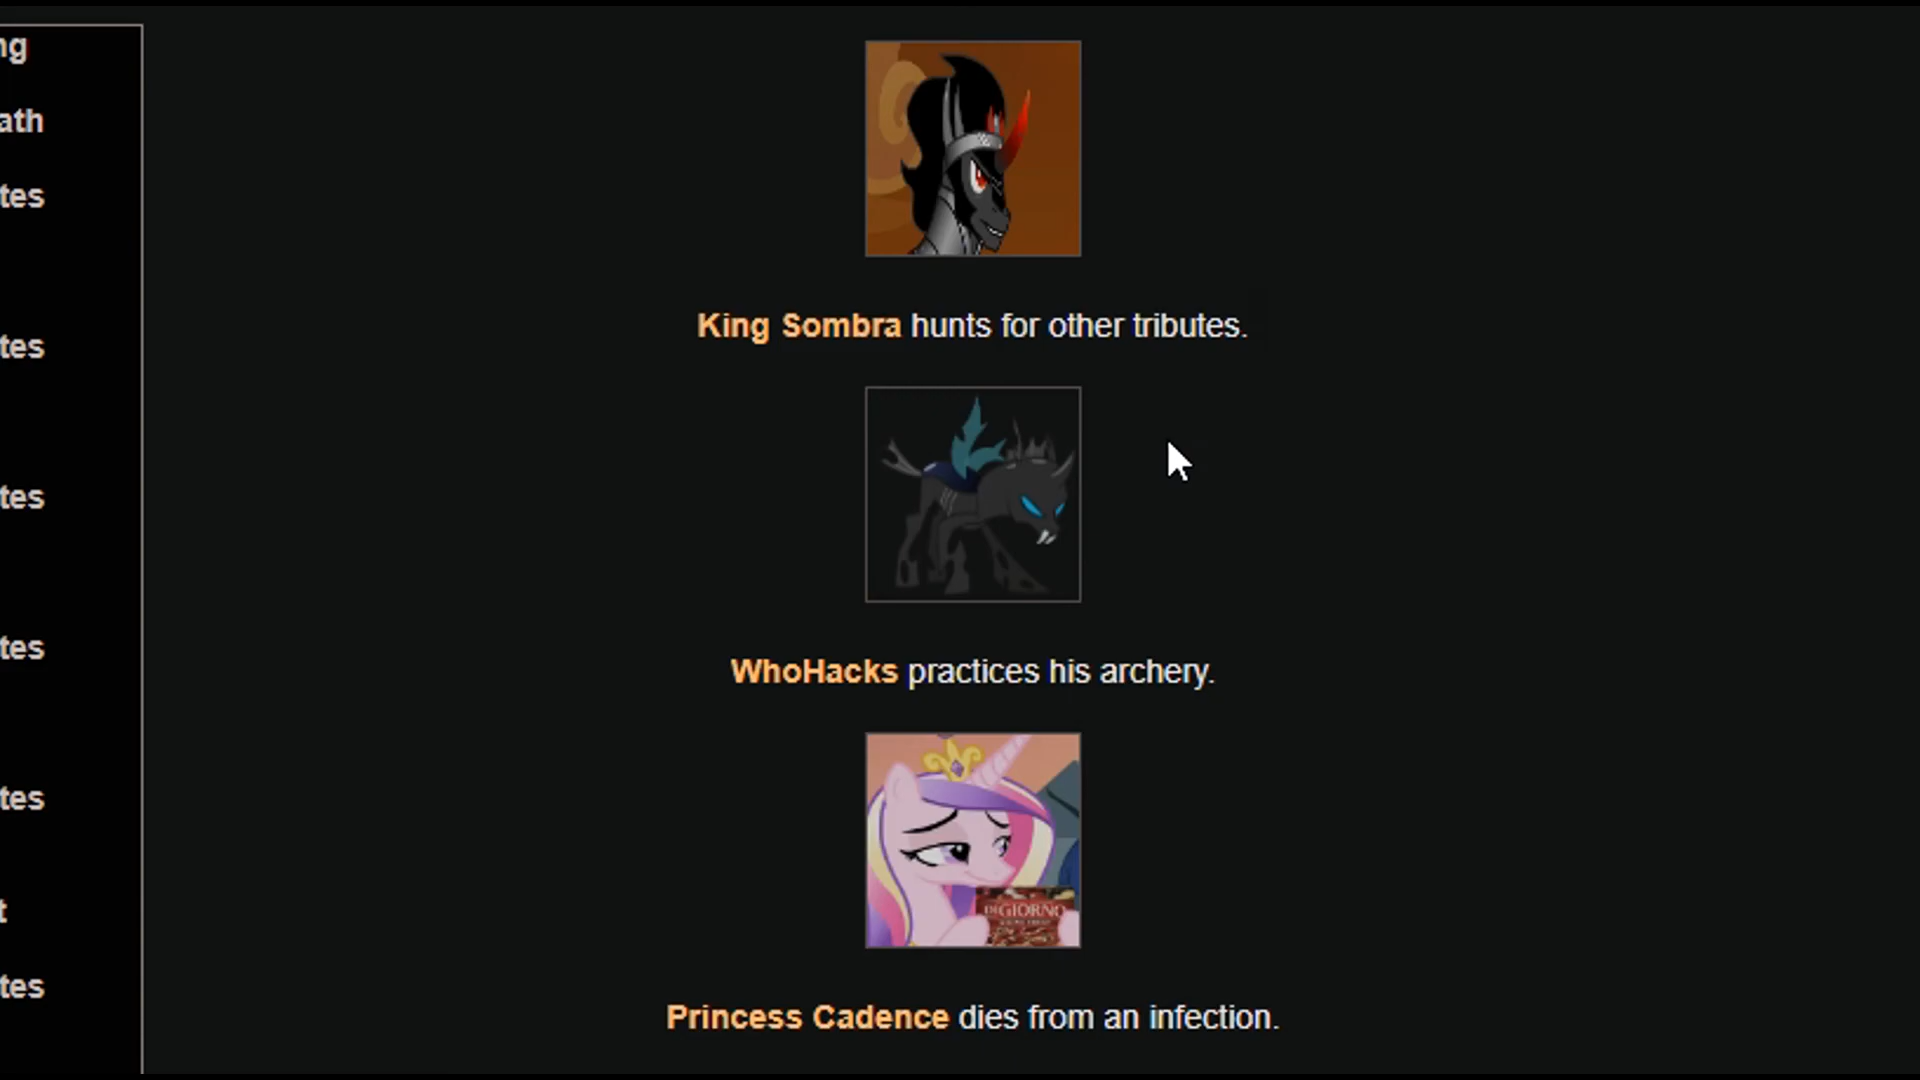 ng
ath
tes
tes
tes
tes
tes
t
tes
King Sombra hunts for other tributes.
WhoHacks practices his archery.
DIGIORNO
Princess Cadence dies from an infection.